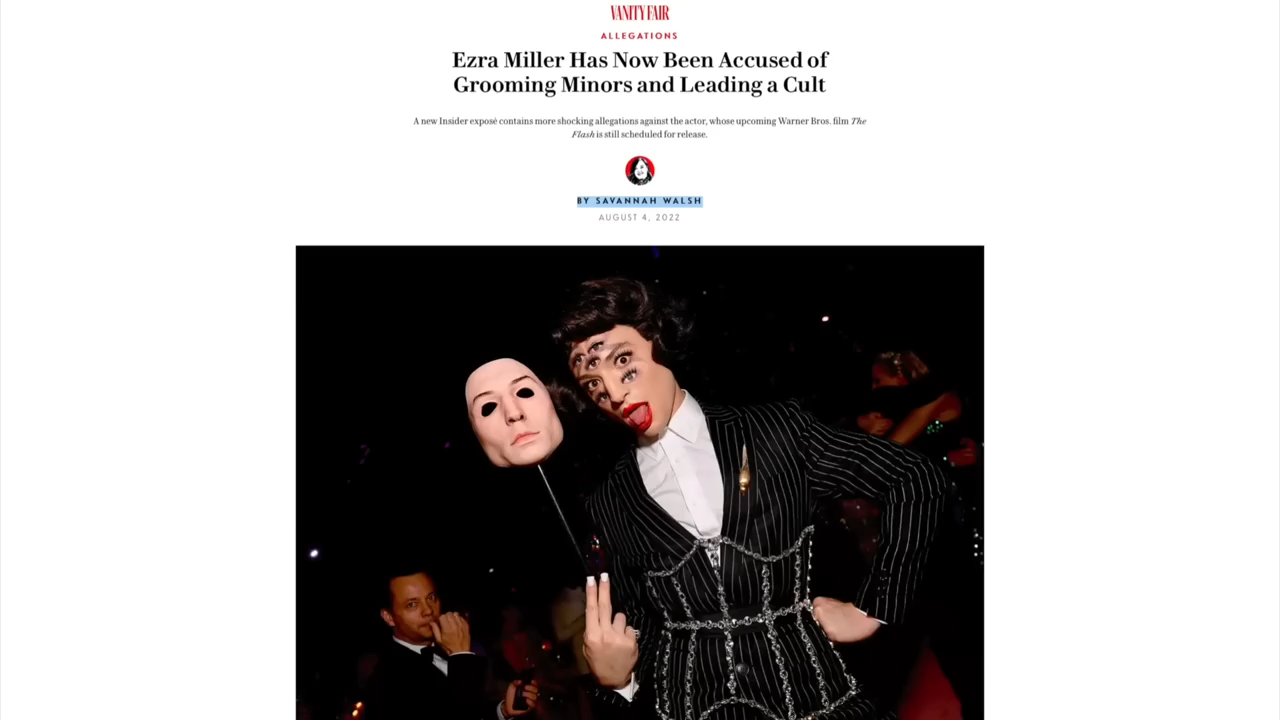 VANITY FAIR
ALLEGATIONS
Ezra Miller Has Now Been Accused of
Grooming Minors and Leading a Cult
A new Insider exposé contains more shocking allegations against the actor, whose upcoming Warner Bros. film The
Flash is still scheduled for release.
BY SAVANNAH WALSH
AUGUST 4, 2022